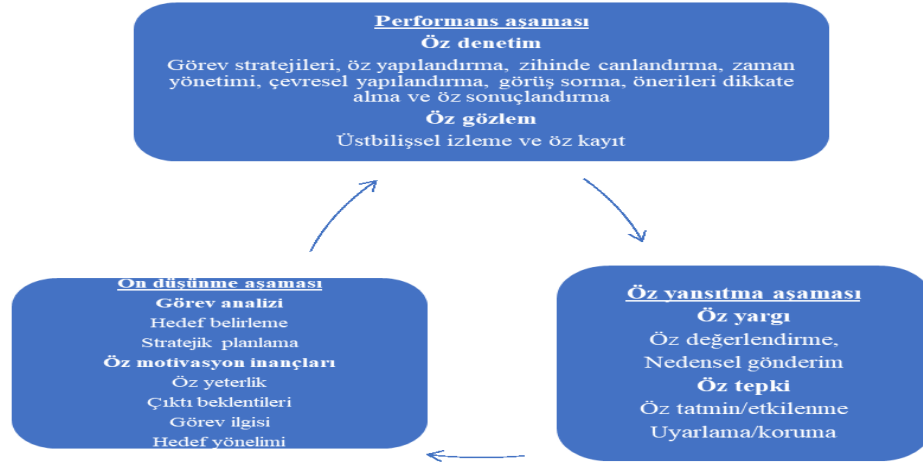 Performans aşaması
Öz denetim
Görev stratejileri, öz yapılandırma, zihinde canlandırma, zaman
yönetimi, çevresel yapılandırma, görüş sorma, önerileri dikkate
alma ve öz sonuçlandırma
Öz gözlem
Üstbilişsel izleme ve öz kayıt
Ön düşünme aşaması
Görev analizi
Hedef belirleme
Stratejik planlama
Öz motivasyon inançları
Öz yeterlik
Çıktı beklentileri
Görev ilgisi
Hedef yönelimi
Öz yansıtma aşaması
Öz yargı
Öz değerlendirme,
Nedensel gönderim
Öz tepki
Öz tatmin/etkilenme
Uyarlama/koruma